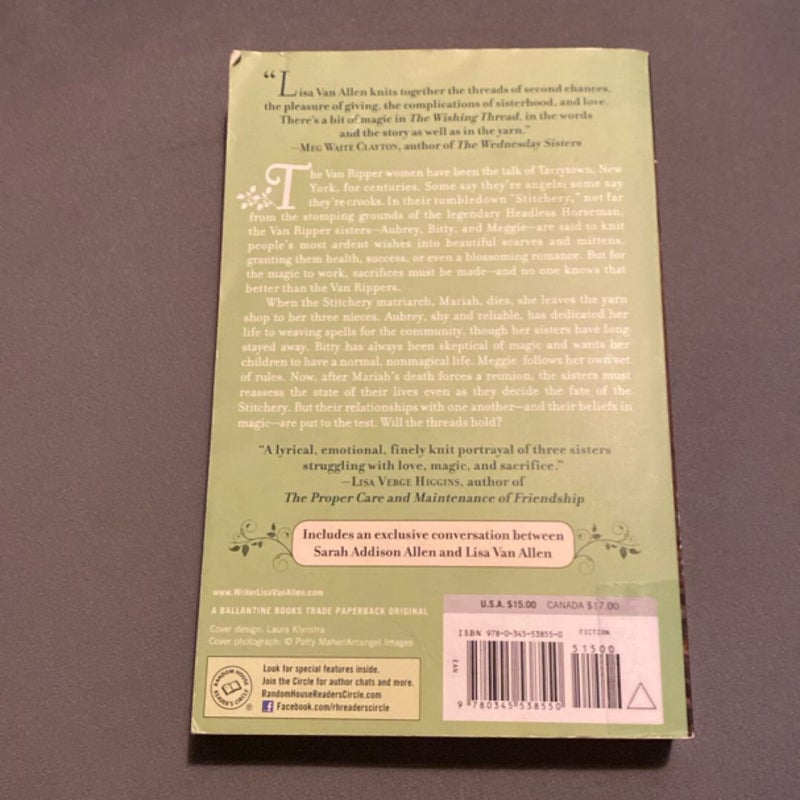 “Lisa Van Allen knits together the threads of second chances,
the pleasure of giving, the complications of sisterhood, and love.
There’s a bit of magic in The Wishing Thread, in the words
and the story as well as in the yarn.”
—MEG WAITE CLAYTON, author of The Wednesday Sisters
The Van Ripper women have been the talk of Tarrytown, New
York, for centuries. Some say they’re angels; some say
they’re crooks. In their tumbledown “Stitchery,” not far
from the stomping grounds of the legendary Headless Horseman,
the Van Ripper sisters—Aubrey, Bitty, and Meggie—are said to knit
people’s most ardent wishes into beautiful scarves and mittens,
granting them health, success, or even a blossoming romance. But for
the magic to work, sacrifices must be made—and no one knows that
better than the Van Rippers.
When the Stitchery matriarch, Mariah, dies, she leaves the yarn
shop to her three nieces. Aubrey, shy and reliable, has dedicated her
life to weaving spells for the community, though her sisters have long
stayed away. Bitty has always been skeptical of magic and wants her
children to have a normal, nonmagical life. Meggie follows her own set
of rules. Now, after Mariah’s death forces a reunion, the sisters must
reassess the state of their lives even as they decide the fate of the
Stitchery. But their relationships with one another—and their beliefs in
magic—are put to the test. Will the threads hold?
“A lyrical, emotional, finely knit portrayal of three sisters
struggling with love, magic, and sacrifice.”
—LISA VERGE HIGGINS, author of
The Proper Care and Maintenance of Friendship
Includes an exclusive conversation between
Sarah Addison Allen and Lisa Van Allen
www.WriterLisaVanAllen.com
A BALLANTINE BOOKS TRADE PAPERBACK ORIGINAL
Cover design: Laura Klynstra
Cover photograph: © Patty Maher/Arcangel Images
RANDOM HOUSE
READER'S CIRCLE
®
Look for special features inside.
Join the Circle for author chats and more.
RandomHouseReadersCircle.com
f Facebook.com/rhreaderscircle
U.S.A. $15.00 CANADA $17.00
ISBN 978-0-345-53855-0 FICTION
51500
EAN
9 780345 538550